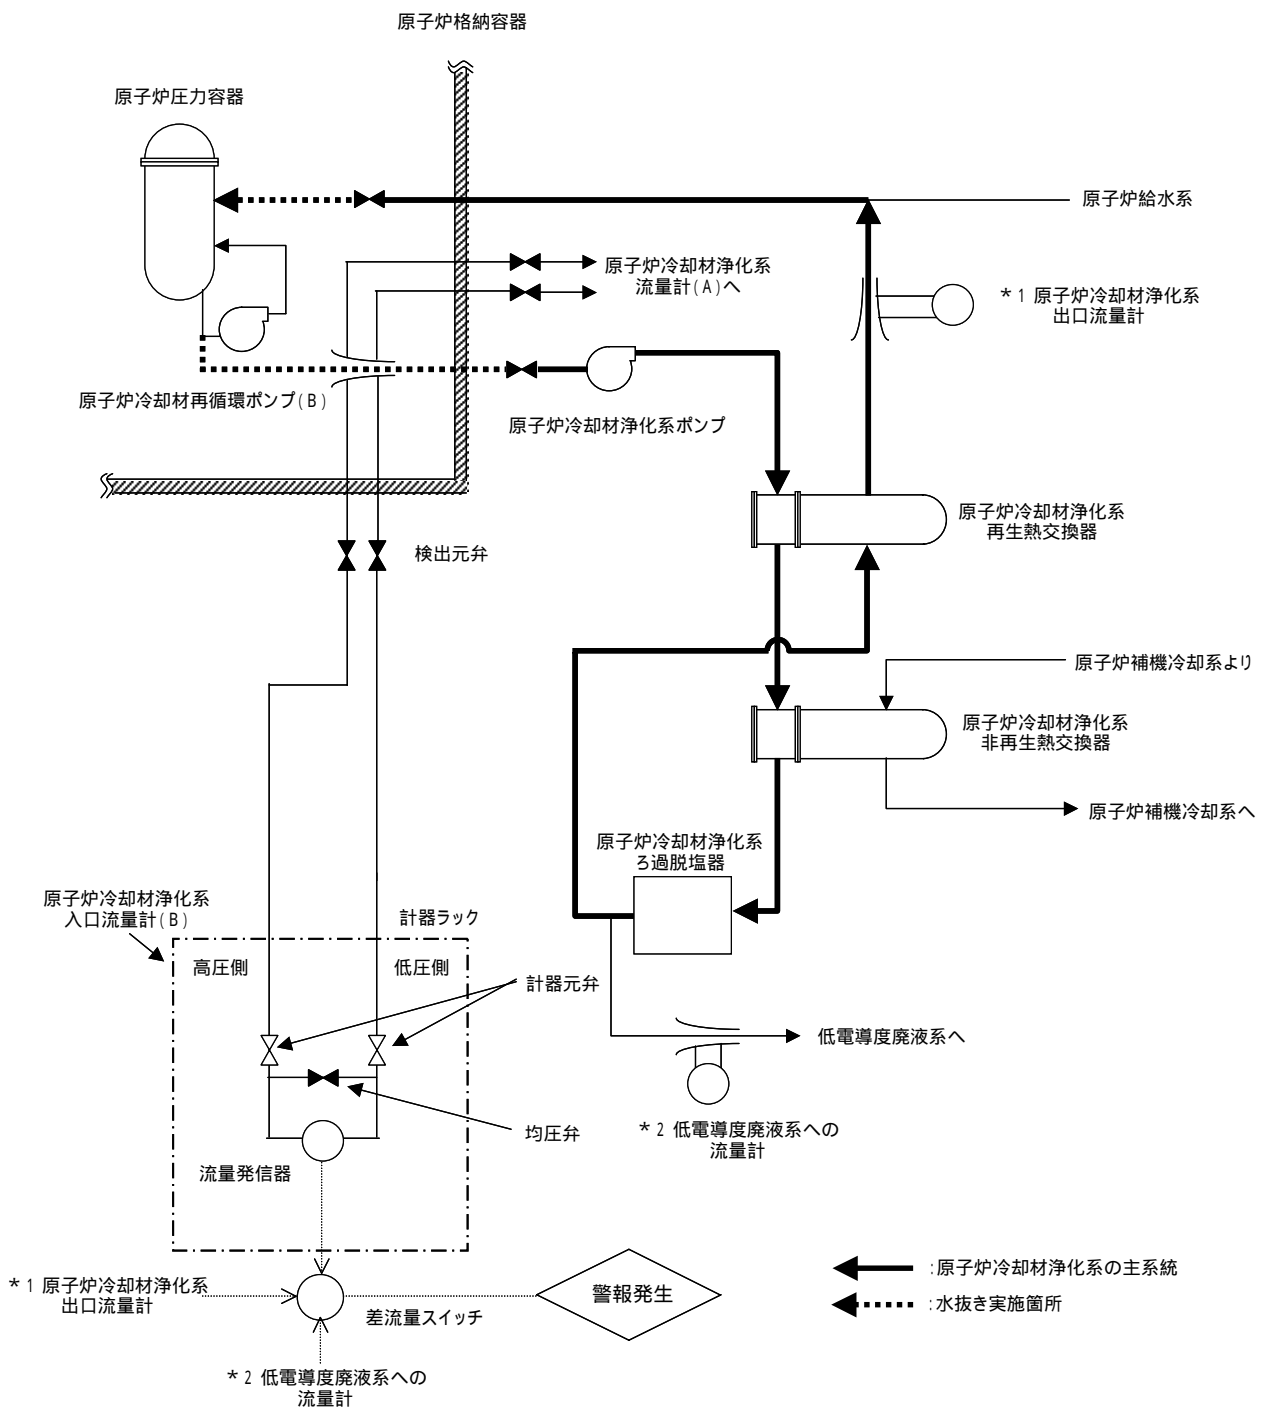 原子炉格納容器
原子炉圧力容器
原子炉給水系
原子炉冷却材浄化系
流量計(A)へ
*1 原子炉冷却材浄化系
出口流量計
原子炉冷却材再循環ポンプ(B)
原子炉冷却材浄化系ポンプ
原子炉冷却材浄化系
再生熱交換器
検出元弁
原子炉補機冷却系より
原子炉冷却材浄化系
非再生熱交換器
原子炉補機冷却系へ
原子炉冷却材浄化系
ろ過脱塩器
原子炉冷却材浄化系
入口流量計(B)
計器ラック
高圧側
低圧側
計器元弁
低電導度廃液系へ
均圧弁
*2 低電導度廃液系への
流量計
流量発信器
*1 原子炉冷却材浄化系
出口流量計
差流量スイッチ
警報発生
:原子炉冷却材浄化系の主系統
:水抜き実施箇所
*2 低電導度廃液系への
流量計